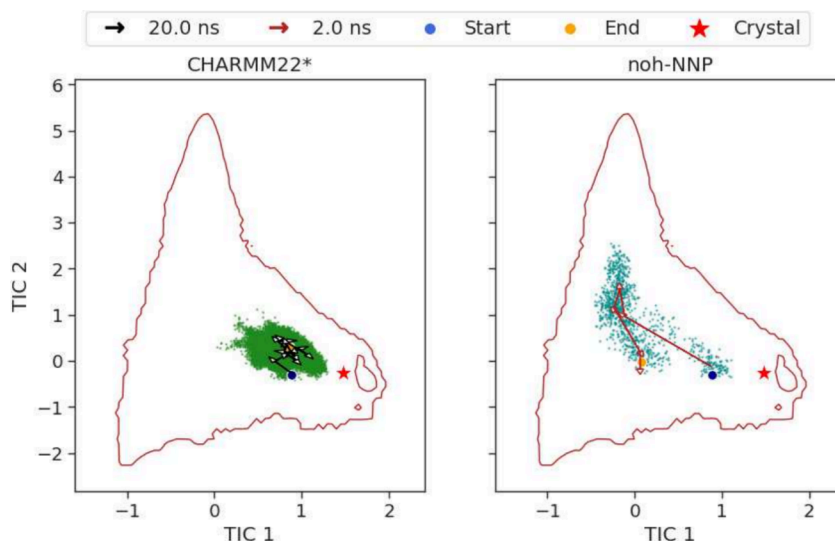 20.0 ns 2.0 ns Start End Crystal
CHARMM22* noh-NNP
6
5
4
3
2
1
0
−1
−2
TIC 2
−1 0 1 2 −1 0 1 2
TIC 1 TIC 1